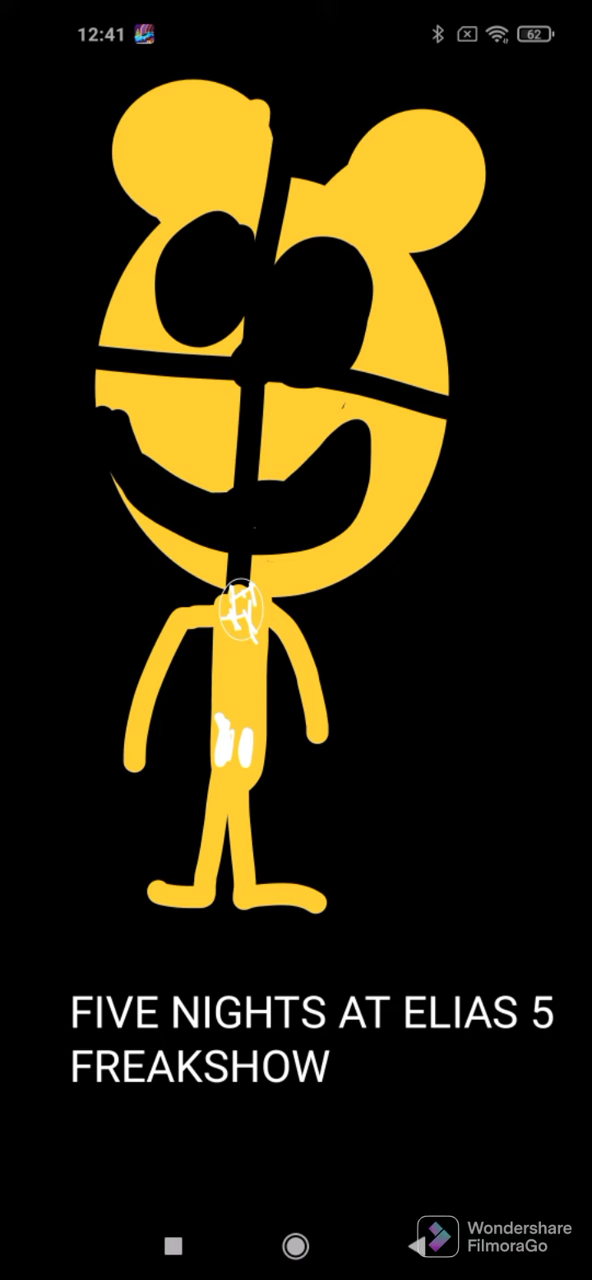 12:41
62
FIVE NIGHTS AT ELIAS 5
FREAKSHOW
Wondershare
FilmoraGo